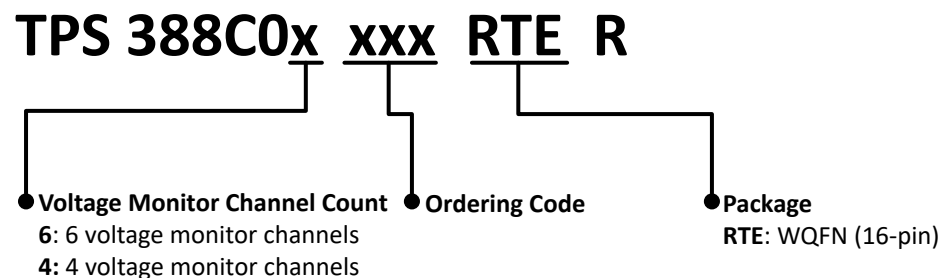 TPS 388C0x xxx RTE R
Voltage Monitor Channel Count
6: 6 voltage monitor channels
4: 4 voltage monitor channels
Ordering Code
Package
RTE: WQFN (16-pin)